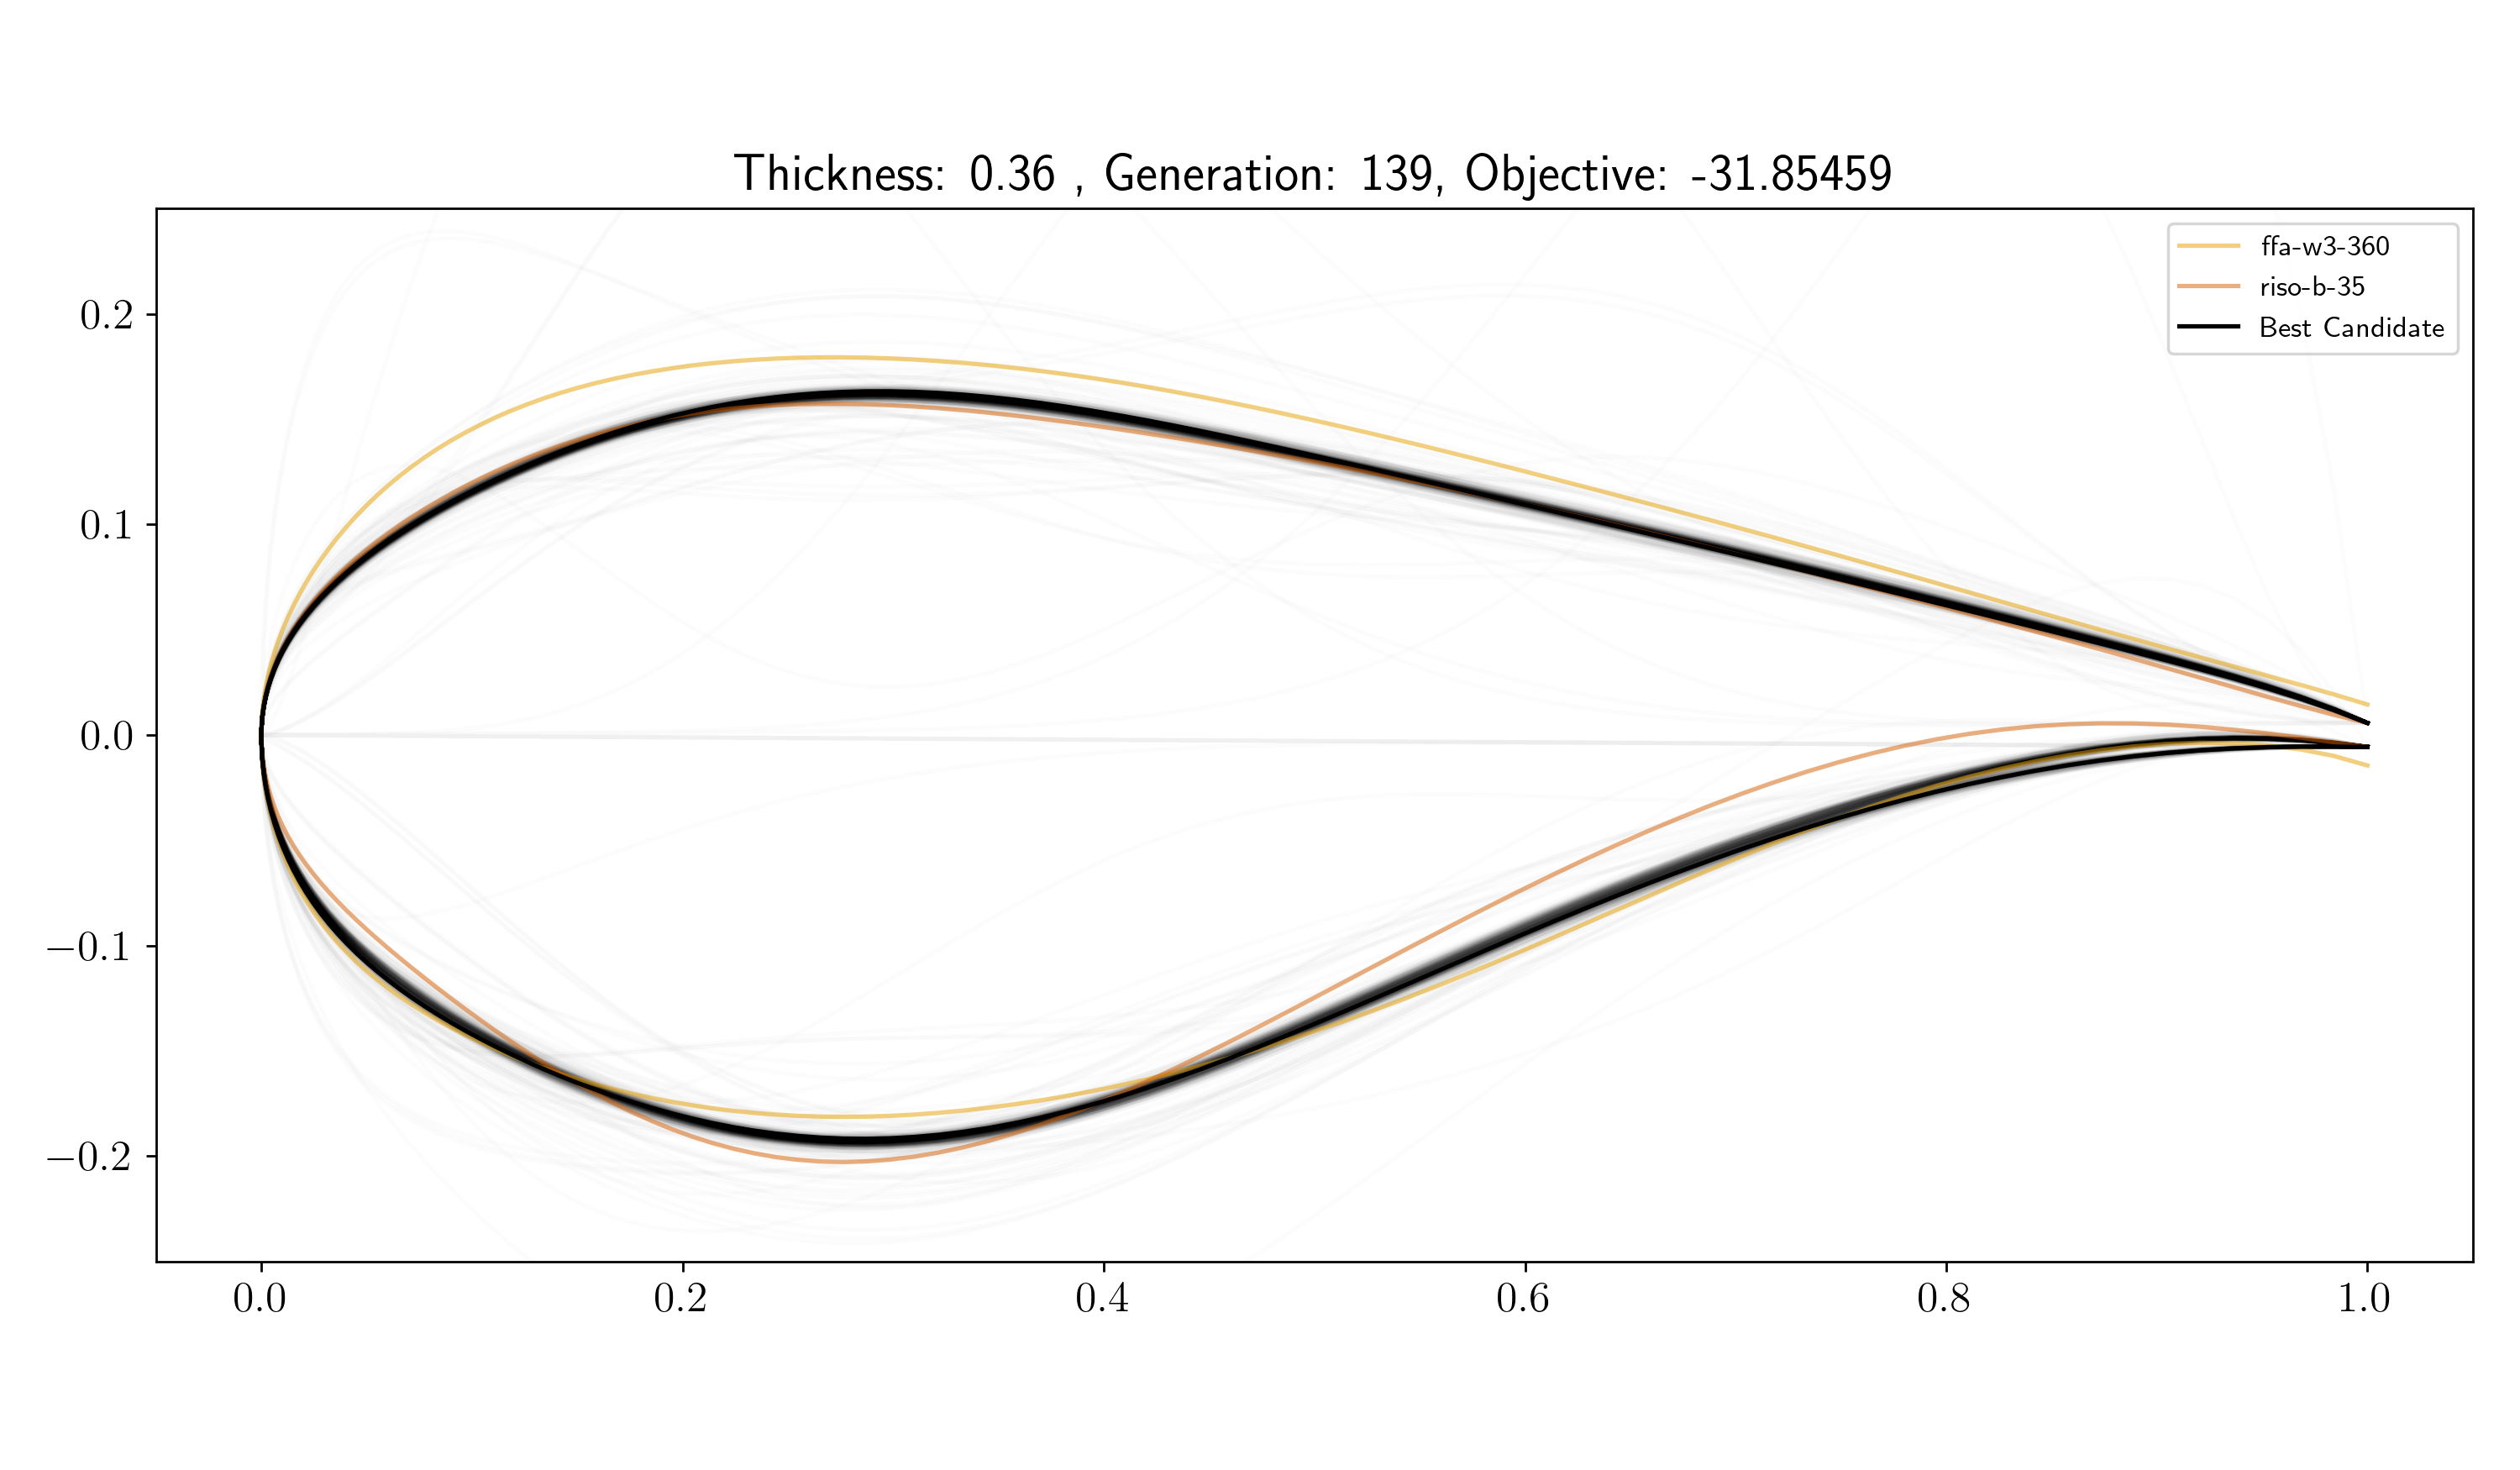 Thickness: 0.36 , Generation: 139, Objective: -31.85459
ffa-w3-360
riso-b-35
Best Candidate
0.2
0.1
0.0
−0.1
−0.2
0.0 0.2 0.4 0.6 0.8 1.0